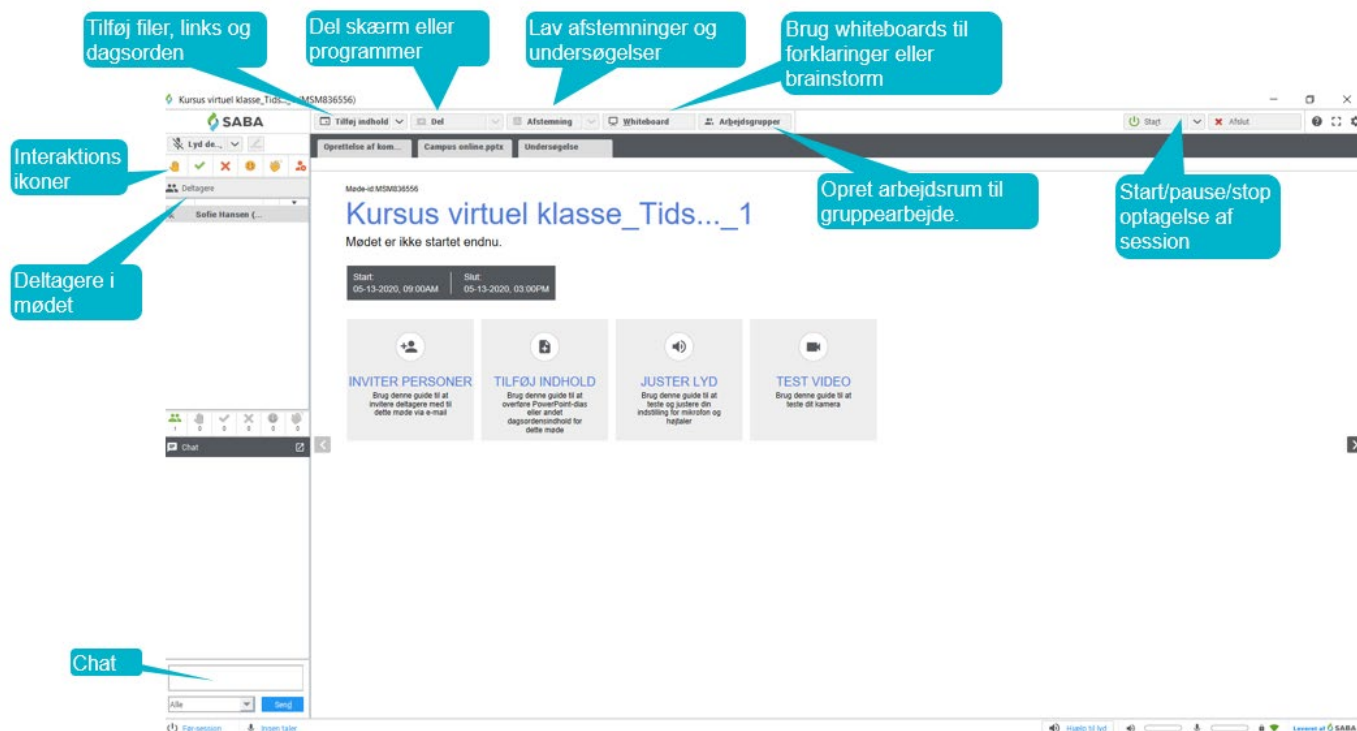 Tilføj filer, links og
dagsorden
Del skærm eller
programmer
Lav afstemninger og
undersøgelser
Brug whiteboards til
forklaringer eller
brainstorm
Kursus virtuel klasse_Tids..._
MSM836556)
SABA
Tilføj indhold
Del
Afstemning
Whiteboard
Arbejdsgrupper
Start
Afslut
Lyd de...
Oprettelse af kom...
Campus online.pptx
Undersøgelse
Interaktions
ikoner
Deltagere
Sofie Hansen (...
Deltagere i
mødet
Møde-id:MSM836556
Kursus virtuel klasse_Tids..._1
Mødet er ikke startet endnu.
Opret arbejdsrum til
gruppearbejde.
Start/pause/stop
optagelse af
session
Start:
05-13-2020, 09:00AM
Slut:
05-13-2020, 03:00PM
INVITER PERSONER
Brug denne guide til at
invitere deltagere med til
dette møde via e-mail
TILFØJ INDHOLD
Brug denne guide til at
overføre PowerPoint-dias
eller andet
dagsordensindhold for
dette møde
JUSTER LYD
Brug denne guide til at
teste og justere din
indstilling for mikrofon og
højtaler
TEST VIDEO
Brug denne guide til at
teste dit kamera
1 0 0 0 0 0
Chat
Chat
Alle
Send
Før-session
Ingen taler
Hjælp til lyd
Leveret af SABA